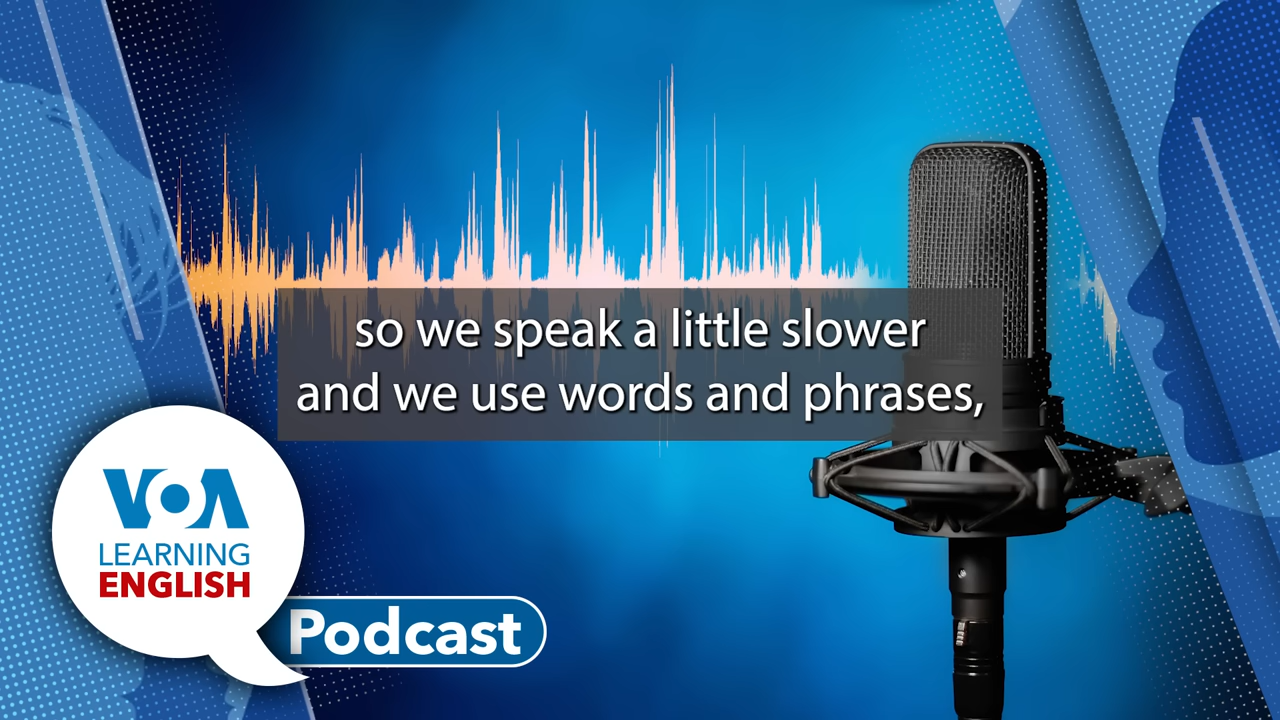 so we speak a little slower
and we use words and phrases,
VOA
LEARNING
ENGLISH
Podcast